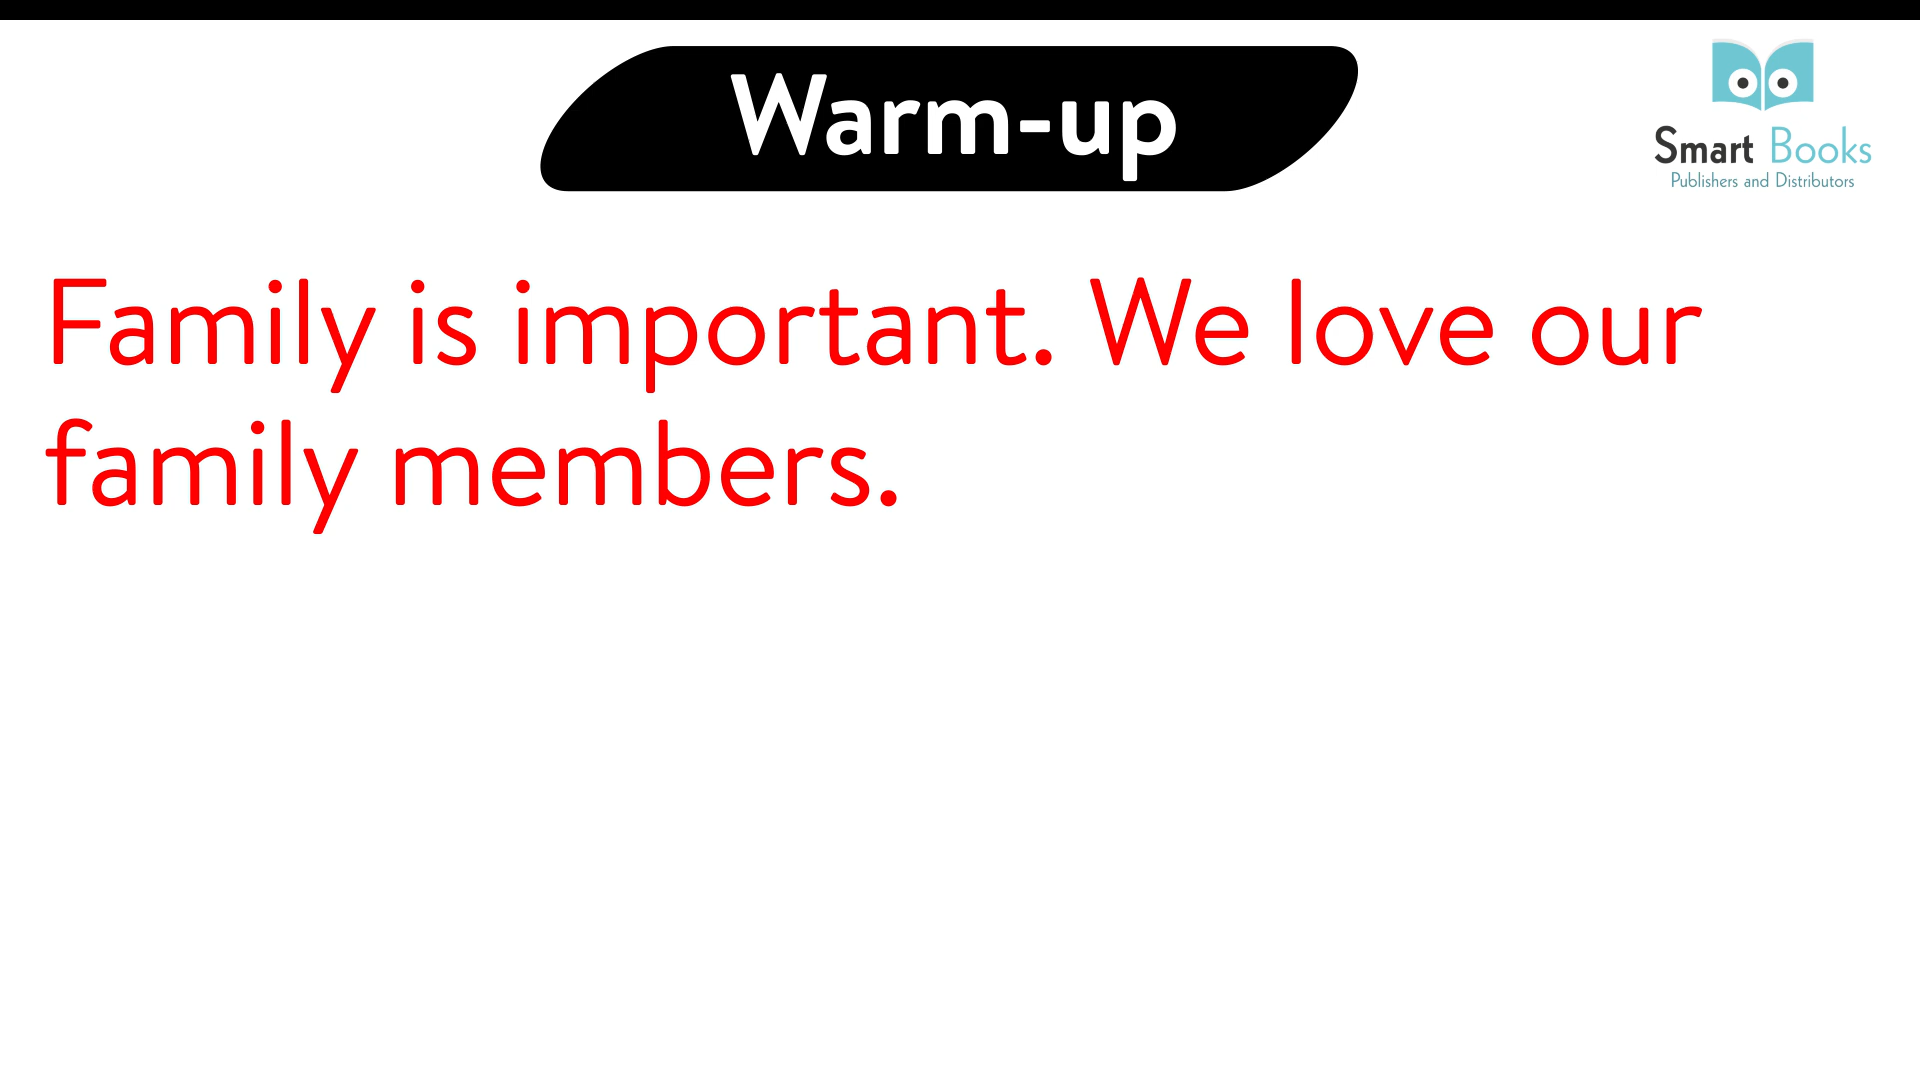 Warm-up
Smart Books
Publishers and Distributors
Family is important. We love our
family members.